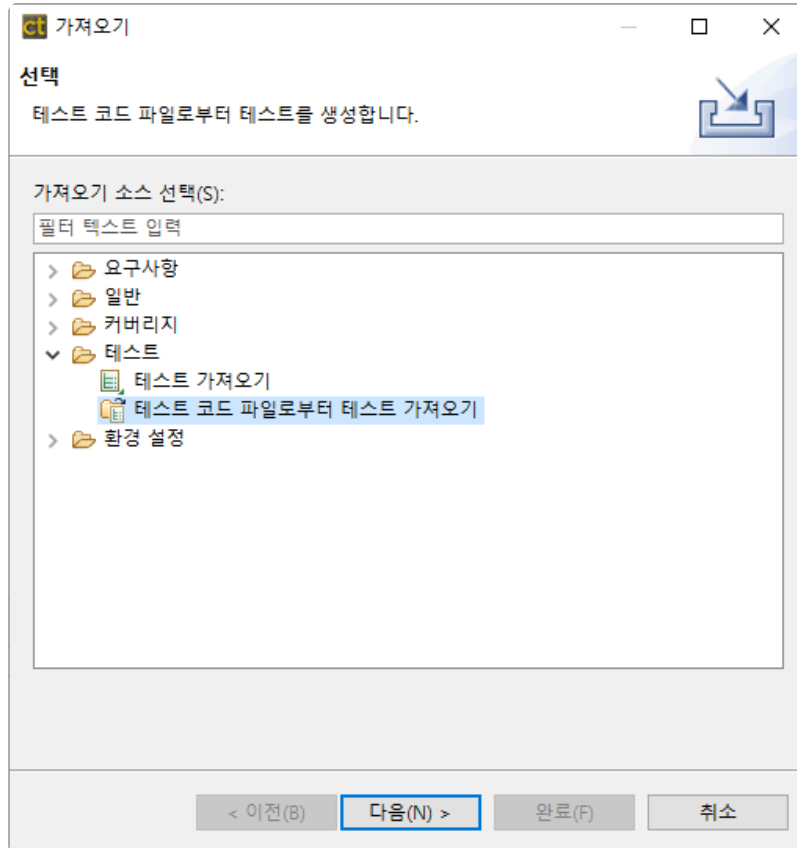 ct 가져오기
선택
테스트 코드 파일로부터 테스트를 생성합니다.
가져오기 소스 선택(S):
필터 텍스트 입력
요구사항
일반
커버리지
테스트
테스트 가져오기
테스트 코드 파일로부터 테스트 가져오기
환경 설정
< 이전(B) 다음(N) > 완료(F) 취소